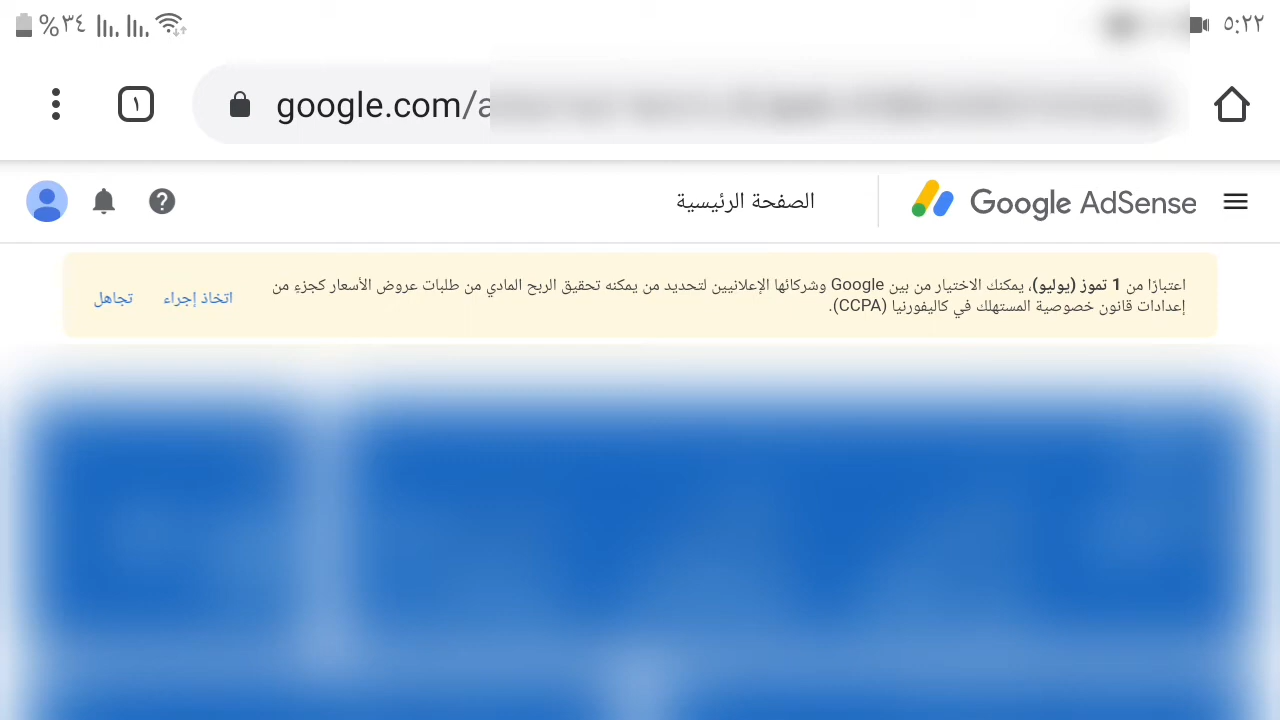 %٣٤ ٥:٢٢
١ google.com/a
Google AdSense الصفحة الرئيسية
اعتبارًا من 1 تموز (يوليو)، يمكنك الاختيار من بين Google وشركائها الإعلانيين لتحديد من يمكنه تحقيق الربح المادي من طلبات عروض الأسعار كجزءٍ من
إعدادات قانون خصوصية المستهلك في كاليفورنيا (CCPA).
اتخاذ إجراء تجاهل